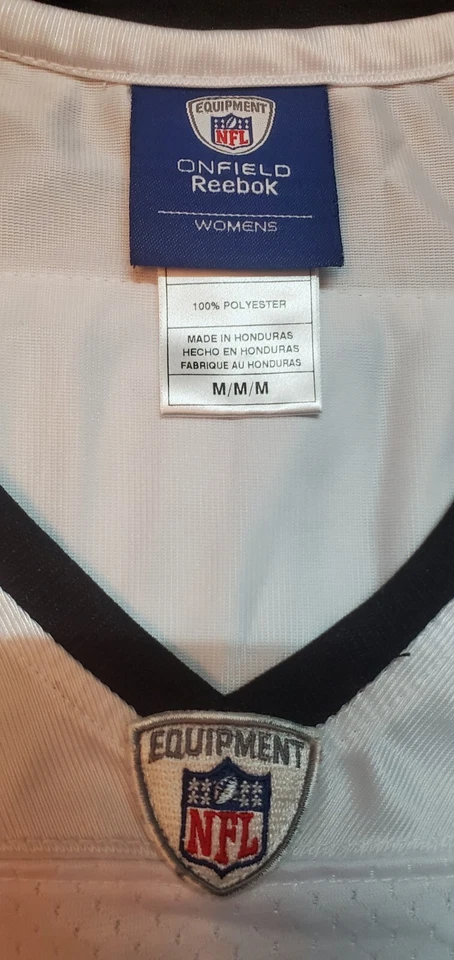 EQUIPMENT
NFL
ONFIELD
Reebok
WOMENS
100% POLYESTER
MADE IN HONDURAS
HECHO EN HONDURAS
FABRIQUE AU HONDURAS
M/M/M
EQUIPMENT
NFL